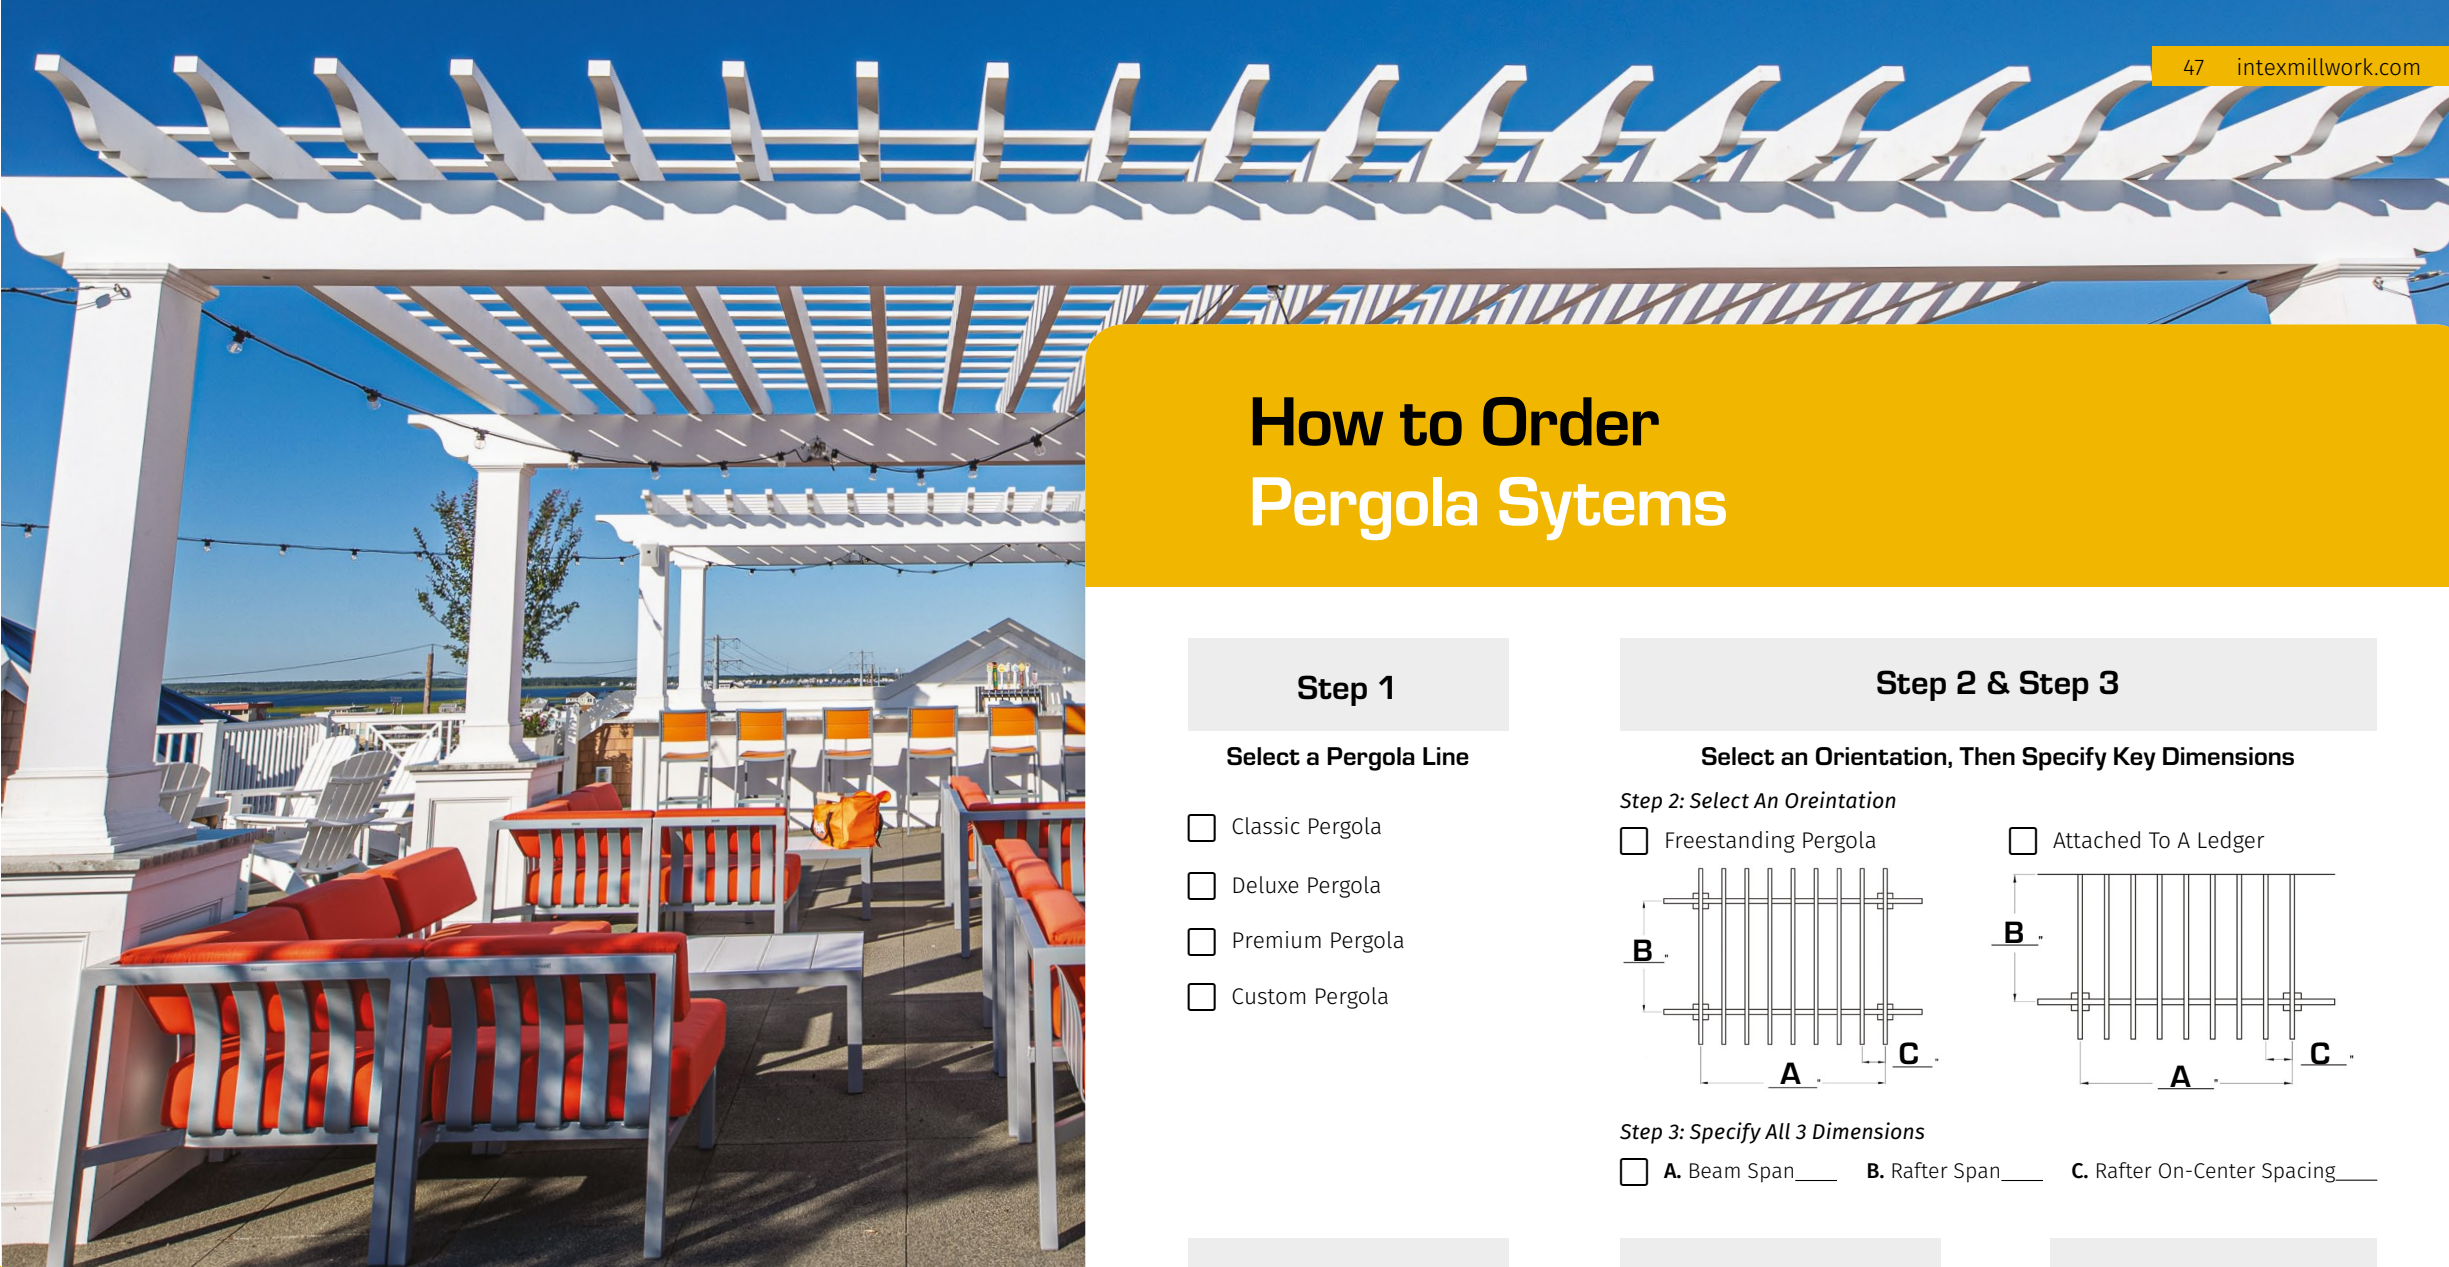 47 intexmillwork.com
How to Order
Pergola Sytems
Step 1
Select a Pergola Line
Classic Pergola
Deluxe Pergola
Premium Pergola
Custom Pergola
Step 2 & Step 3
Select an Orientation, Then Specify Key Dimensions
Step 2: Select An Oreintation
Freestanding Pergola
B "
A "
C "
Attached To A Ledger
B "
A "
C "
Step 3: Specify All 3 Dimensions
A. Beam Span____ B. Rafter Span____ C. Rafter On-Center Spacing____